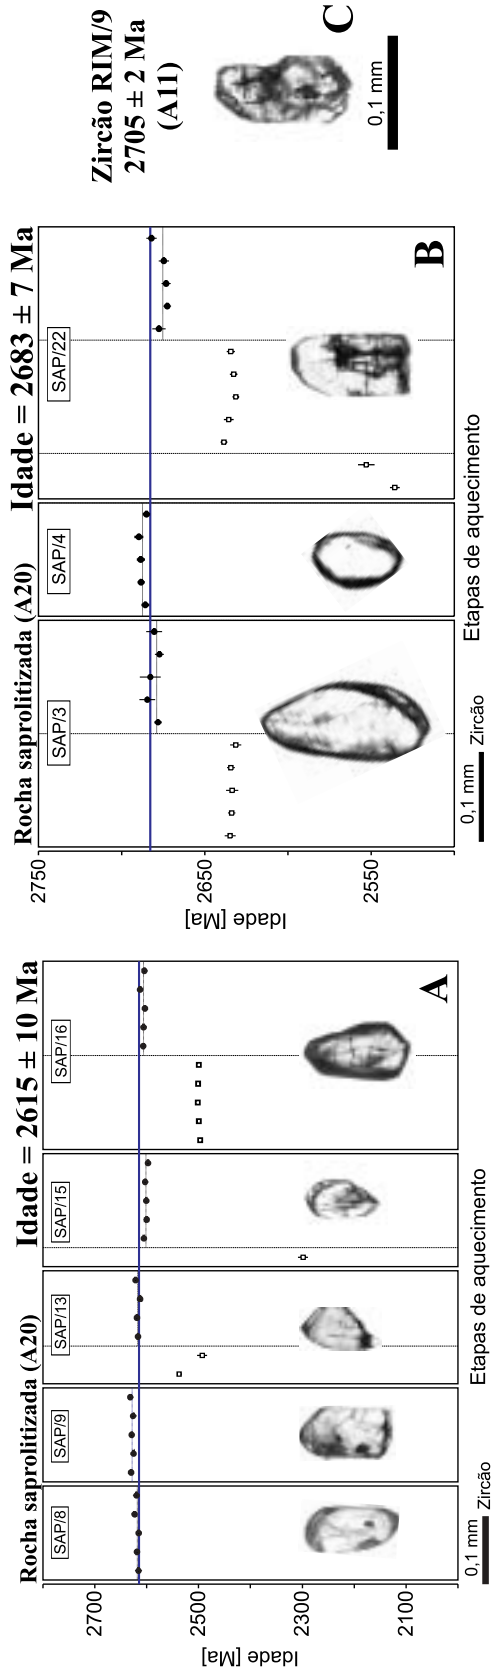 Rocha saprolitizada (A20)
Idade = 2615 ± 10 Ma
SAP/8
SAP/9
SAP/13
SAP/15
SAP/16
2700
2500
2300
2100
Idade [Ma]
0,1 mm
Zircão
Etapas de aquecimento
A
Rocha saprolitizada (A20)
Idade = 2683 ± 7 Ma
SAP/3
SAP/4
SAP/22
2750
2650
2550
Idade [Ma]
0,1 mm
Zircão
Etapas de aquecimento
B
Zircão RIM/9
2705 ± 2 Ma
(A11)
0,1 mm
C